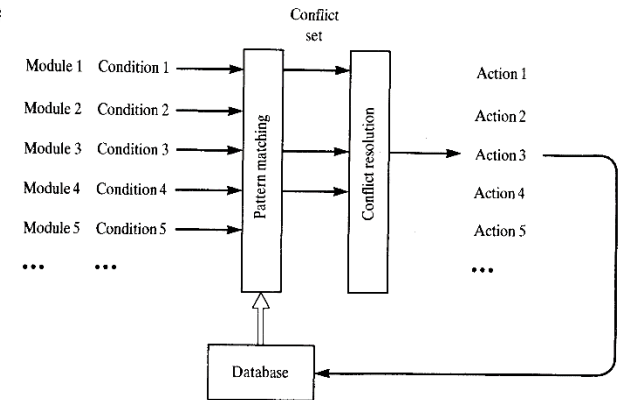 Conflict
set
Module 1 Condition 1
Module 2 Condition 2
Module 3 Condition 3
Module 4 Condition 4
Module 5 Condition 5
••• •••
Pattern matching
Conflict resolution
Action 1
Action 2
Action 3
Action 4
Action 5
•••
Database